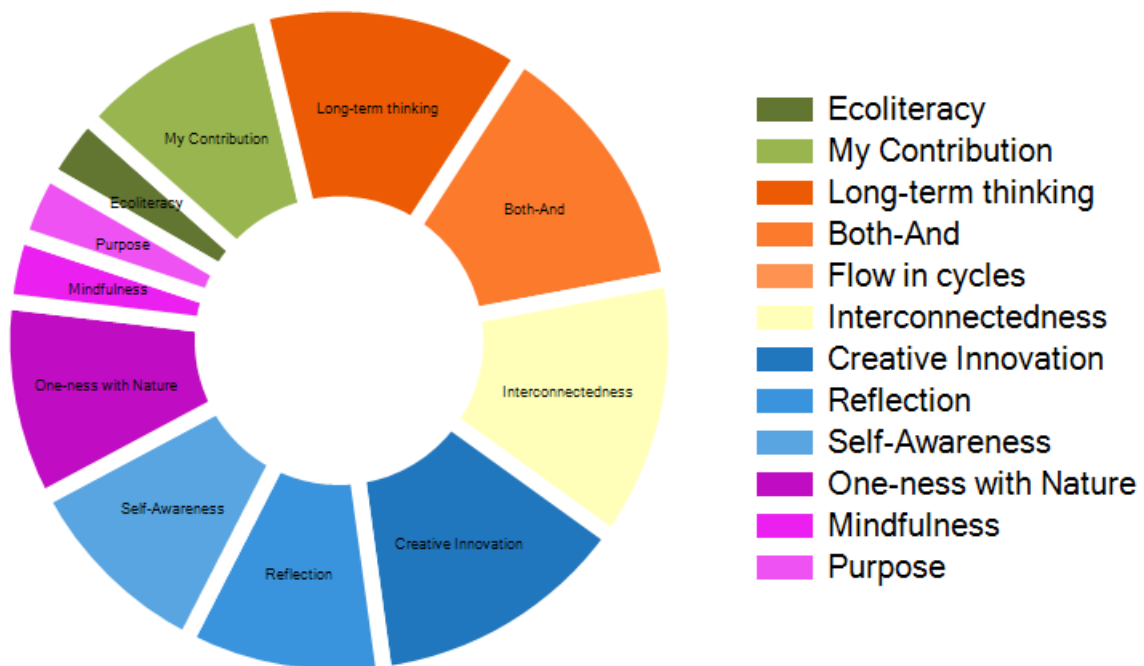 Long-term thinking
My Contribution
Both-And
Ecoliteracy
Purpose
Mindfulness
One-ness with Nature
Interconnectedness
Self-Awareness
Creative Innovation
Reflection
Ecoliteracy
My Contribution
Long-term thinking
Both-And
Flow in cycles
Interconnectedness
Creative Innovation
Reflection
Self-Awareness
One-ness with Nature
Mindfulness
Purpose